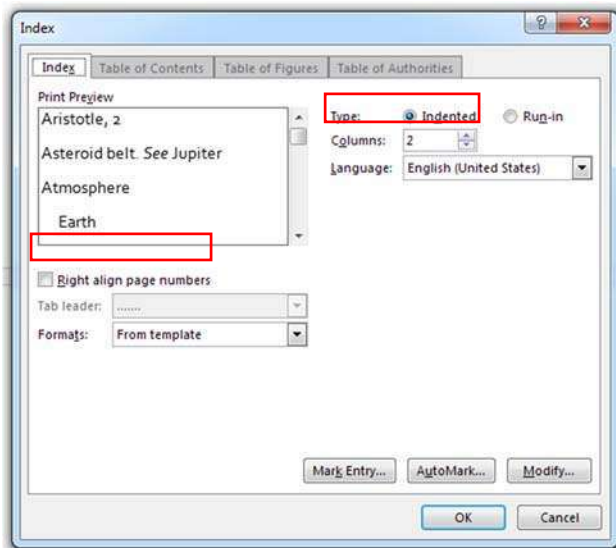 Index
Index Table of Contents Table of Figures Table of Authorities
Print Preview
Aristotle, 2
Asteroid belt. See Jupiter
Atmosphere
Earth
Type: Indented Run-in
Columns: 2
Language: English (United States)
Right align page numbers
Tab leader: .......
Formats: From template
Mark Entry... AutoMark... Modify...
OK Cancel